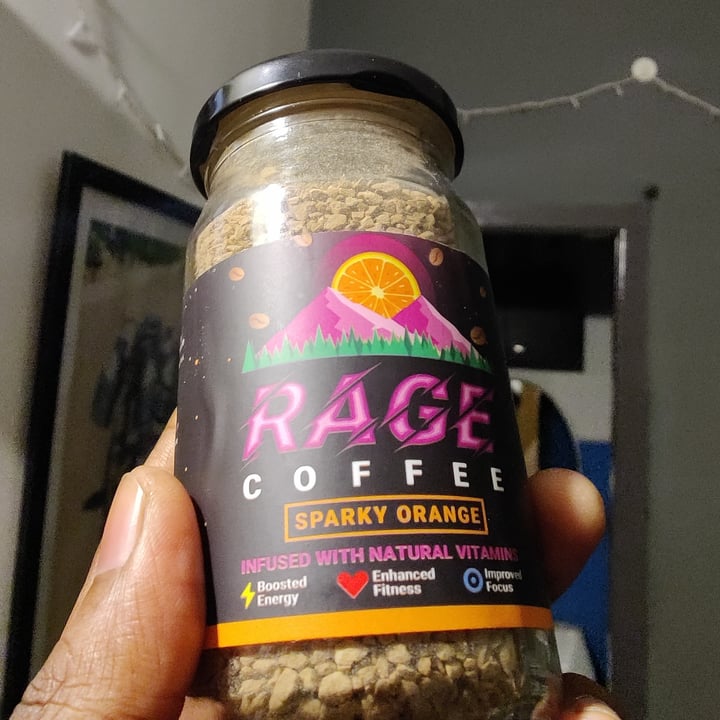 RAGE
COFFEE
SPARKY ORANGE
INFUSED WITH NATURAL VITAMINS
Boosted Energy
Enhanced Fitness
Improved Focus